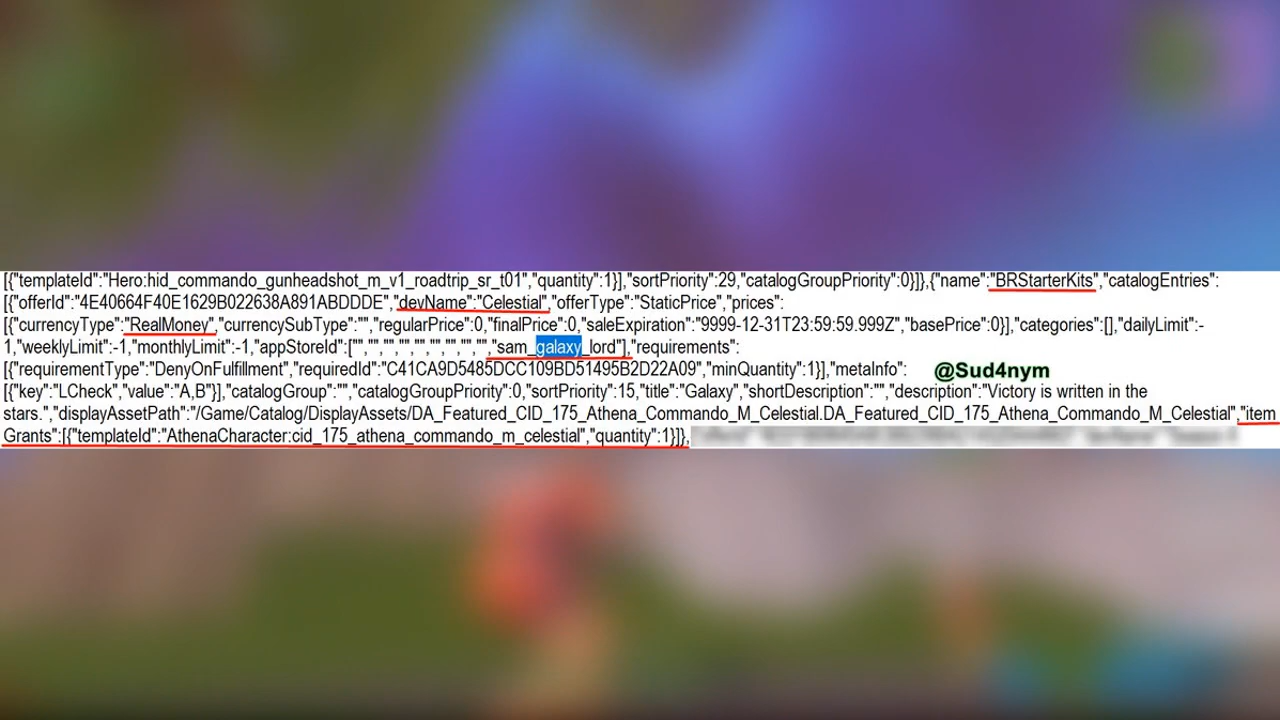 [{"templateId":"Hero:hid_commando_gunheadshot_m_v1_roadtrip_sr_t01","quantity":1}],"sortPriority":29,"catalogGroupPriority":0}]},{"name":"BRStarterKits","catalogEntries":
[{"offerId":"4E40664F40E1629B022638A891ABDDDE","devName":"Celestial","offerType":"StaticPrice","prices":
[{"currencyType":"RealMoney","currencySubType":"","regularPrice":0,"finalPrice":0,"saleExpiration":"9999-12-31T23:59:59.999Z","basePrice":0}],"categories":[],"dailyLimit":-
1,"weeklyLimit":-1,"monthlyLimit":-1,"appStoreId":["","","","","","","","","","sam_galaxy_lord"],"requirements":
[{"requirementType":"DenyOnFulfillment","requiredId":"C41CA9D5485DCC109BD51495B2D22A09","minQuantity":1}],"metaInfo":
@Sud4nym
[{"key":"LCheck","value":"A,B"}],"catalogGroup":"","catalogGroupPriority":0,"sortPriority":15,"title":"Galaxy","shortDescription":"","description":"Victory is written in the
stars.","displayAssetPath":"/Game/Catalog/DisplayAssets/DA_Featured_CID_175_Athena_Commando_M_Celestial.DA_Featured_CID_175_Athena_Commando_M_Celestial","item
Grants":[{"templateId":"AthenaCharacter:cid_175_athena_commando_m_celestial","quantity":1}]},